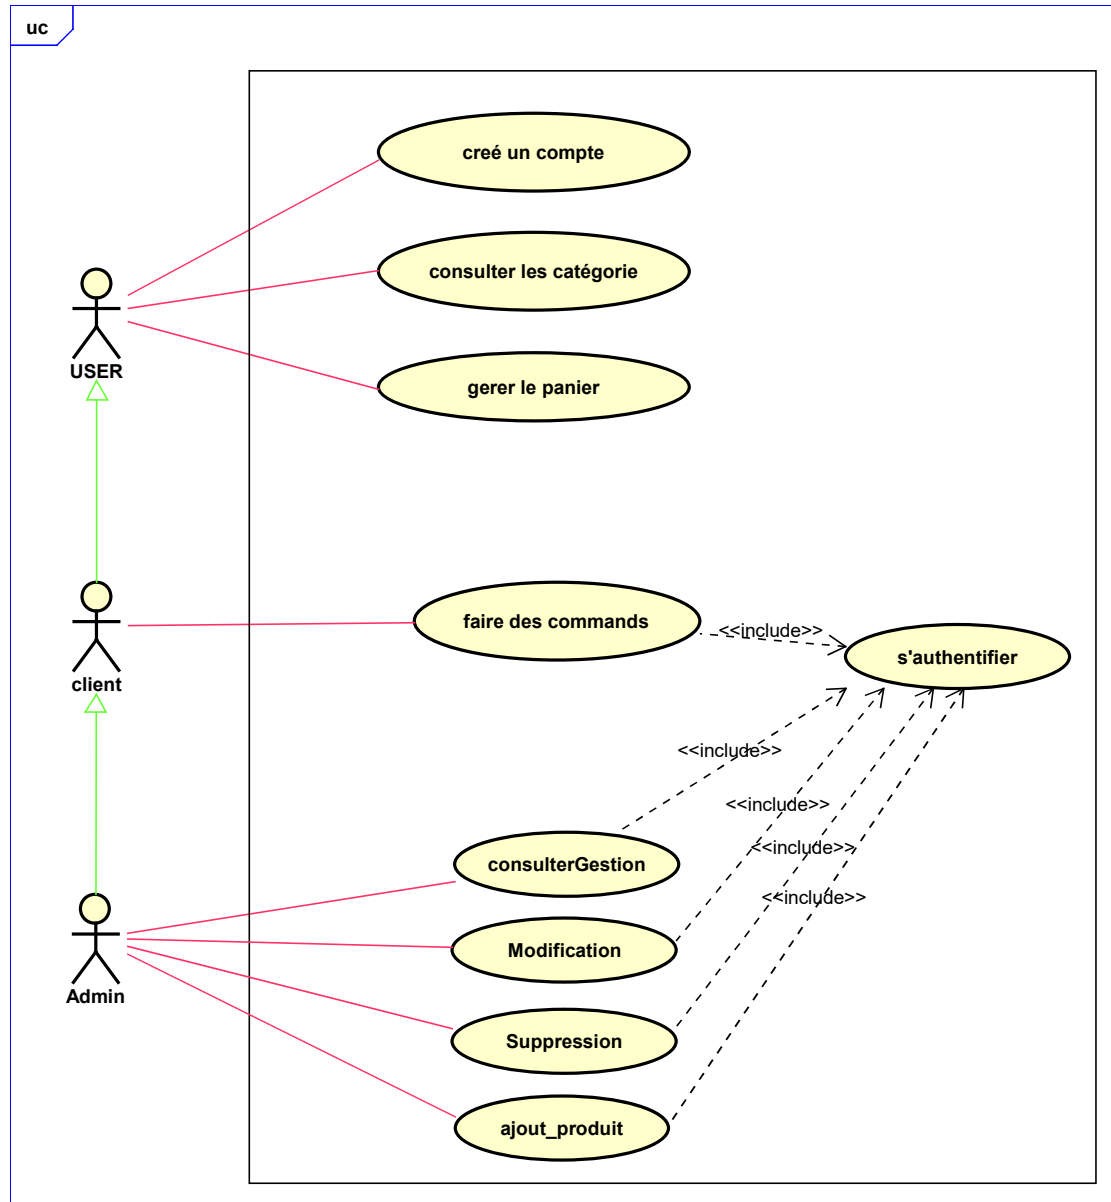 uc
creé un compte
consulter les catégorie
USER
gerer le panier
client
faire des commands
<<include>>
s'authentifier
<<include>>
<<include>>
<<include>>
<<include>>
consulterGestion
Admin
Modification
Suppression
ajout_produit